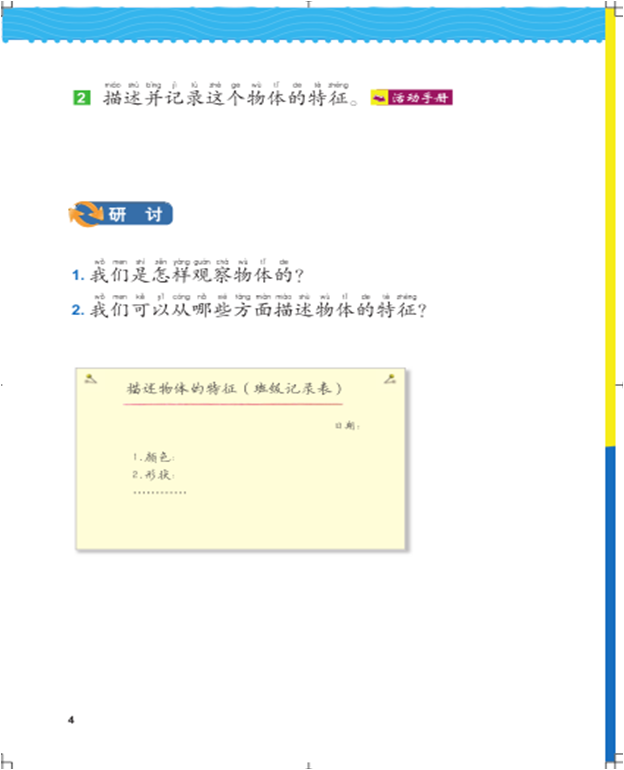 miáo shù bìng jì lù zhè ge wù tǐ de tè zhēng
2 描述并记录这个物体的特征。 活动手册
研 讨
wǒ men shì zěn yàng guān chá wù tǐ de
1. 我们是怎样观察物体的?
wǒ men kě yǐ cóng nǎ xiē fāng miàn miáo shù wù tǐ de tè zhēng
2. 我们可以从哪些方面描述物体的特征?
描述物体的特征(班级记录表)
日期:
1.颜色:
2.形状:
…………
4